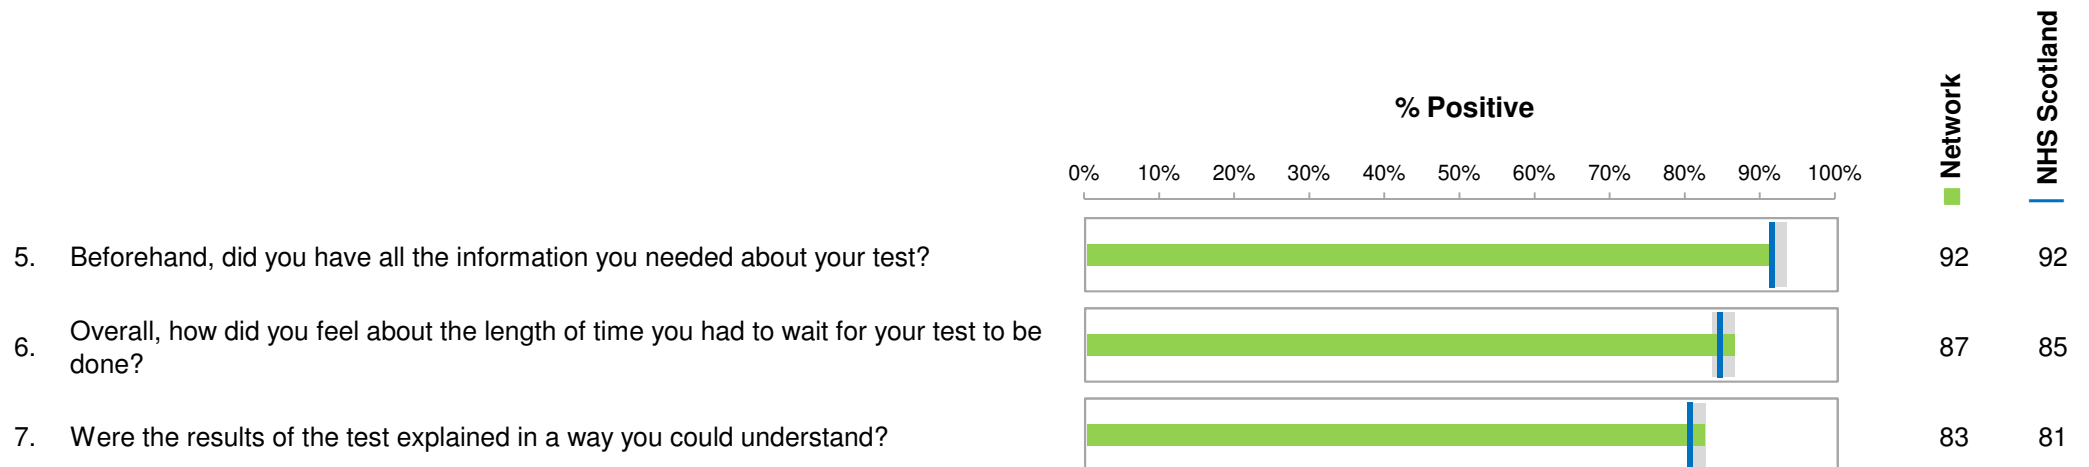 NHS Scotland
Network
% Positive
0% 10% 20% 30% 40% 50% 60% 70% 80% 90% 100%
5. Beforehand, did you have all the information you needed about your test? 92 92
6. Overall, how did you feel about the length of time you had to wait for your test to be
done? 87 85
7. Were the results of the test explained in a way you could understand? 83 81